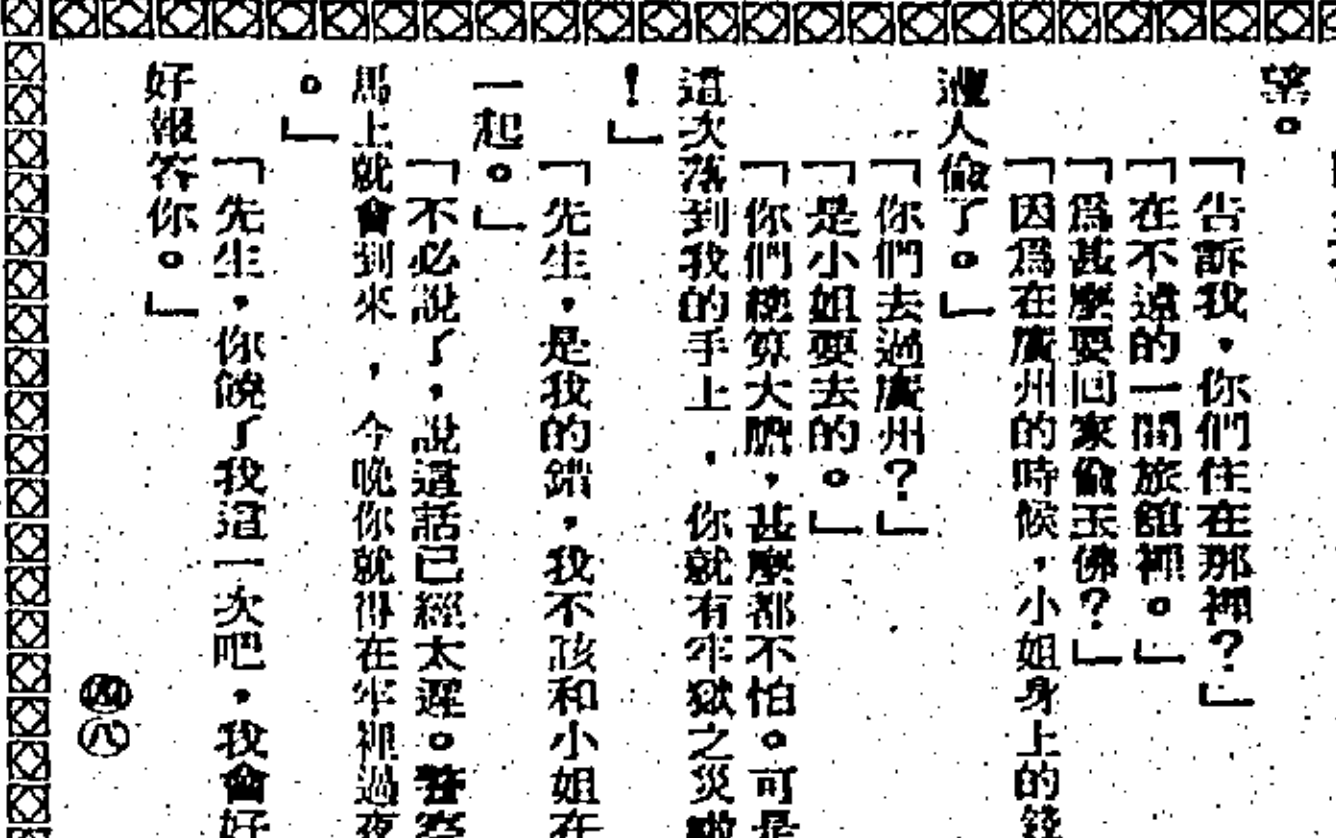 望。
「告訴我,你們住在那裡?」
「在不遠的一間旅館裡。」
「爲甚麼要回家偷玉佛?」
「因爲在廣州的時候,小姐身上的錢
被人偷了。」
「你們去過廣州?」
「是小姐要去的。」
「你們總算大膽,甚麼都不怕。可是
這次落到我的手上,你就有牢獄之災啦
!」
「先生,是我的錯,我不該和小姐在
一起。」
「不必說了,說這話已經太遲。警察
馬上就會到來,今晚你就得在牢裡過夜
。」
「先生,你饒了我這一次吧,我會好
好報答你。」
四八